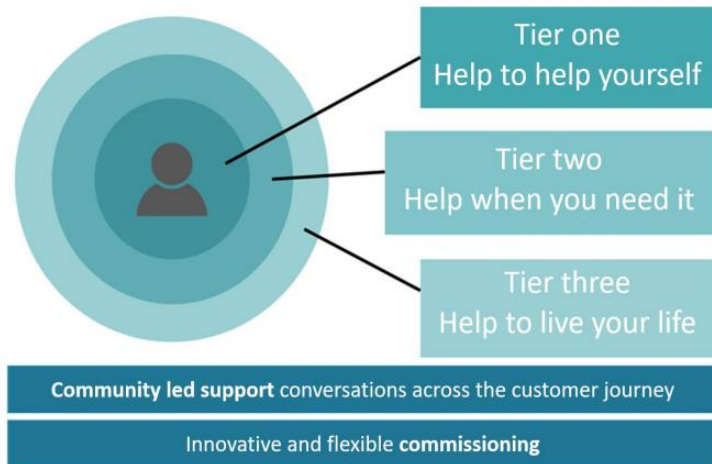 Tier one
Help to help yourself
Tier two
Help when you need it
Tier three
Help to live your life
Community led support conversations across the customer journey
Innovative and flexible commissioning